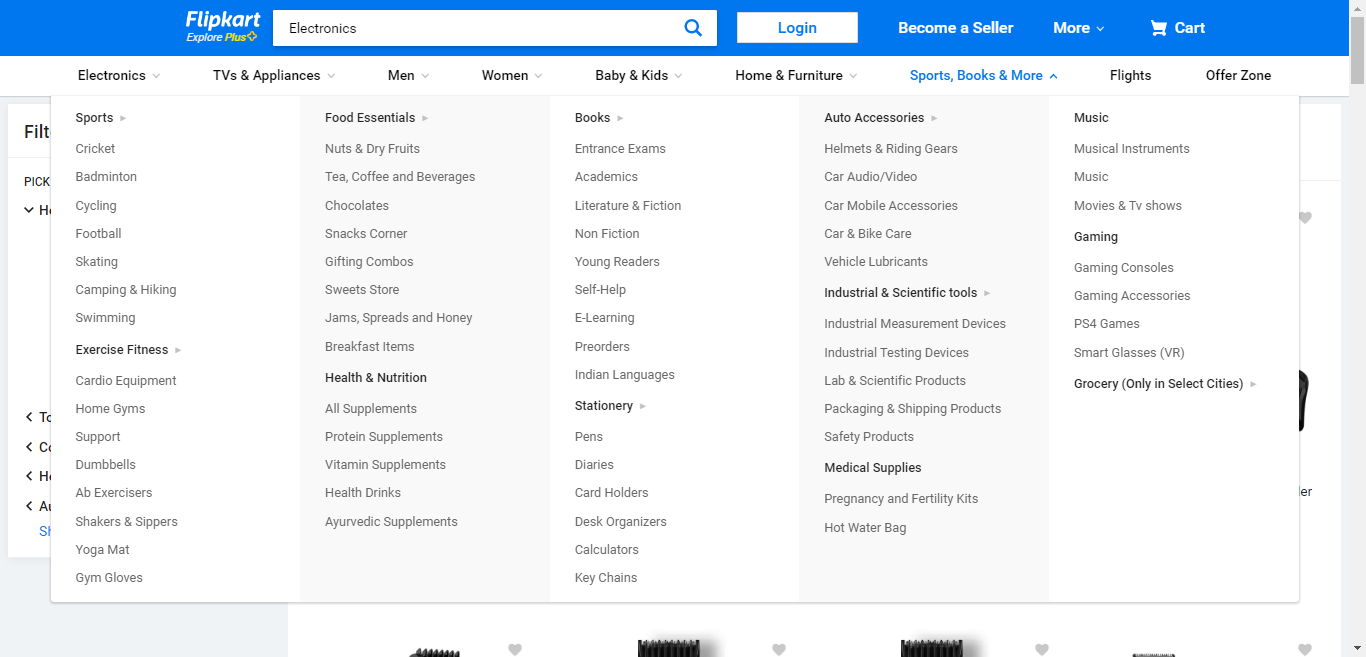 Flipkart
Explore Plus
Electronics
Login
Become a Seller
More
Cart
Electronics
TVs & Appliances
Men
Women
Baby & Kids
Home & Furniture
Sports, Books & More
Flights
Offer Zone
Filt
PICK
Sports
Cricket
Badminton
Cycling
Football
Skating
Camping & Hiking
Swimming
Exercise Fitness
Cardio Equipment
Home Gyms
Support
Dumbbells
Ab Exercisers
Shakers & Sippers
Yoga Mat
Gym Gloves
Food Essentials
Nuts & Dry Fruits
Tea, Coffee and Beverages
Chocolates
Snacks Corner
Gifting Combos
Sweets Store
Jams, Spreads and Honey
Breakfast Items
Health & Nutrition
All Supplements
Protein Supplements
Vitamin Supplements
Health Drinks
Ayurvedic Supplements
Books
Entrance Exams
Academics
Literature & Fiction
Non Fiction
Young Readers
Self-Help
E-Learning
Preorders
Indian Languages
Stationery
Pens
Diaries
Card Holders
Desk Organizers
Calculators
Key Chains
Auto Accessories
Helmets & Riding Gears
Car Audio/Video
Car Mobile Accessories
Car & Bike Care
Vehicle Lubricants
Industrial & Scientific tools
Industrial Measurement Devices
Industrial Testing Devices
Lab & Scientific Products
Packaging & Shipping Products
Safety Products
Medical Supplies
Pregnancy and Fertility Kits
Hot Water Bag
Music
Musical Instruments
Music
Movies & Tv shows
Gaming
Gaming Consoles
Gaming Accessories
PS4 Games
Smart Glasses (VR)
Grocery (Only in Select Cities)